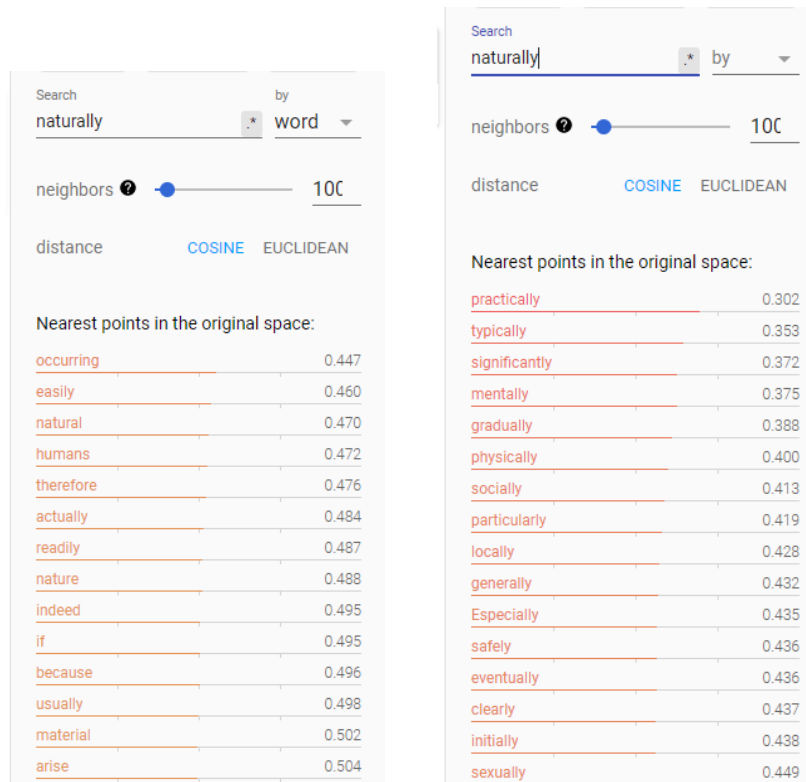 Search
by
naturally
.*
word
neighbors ?
100
distance
COSINE
EUCLIDEAN
Nearest points in the original space:
occurring 0.447
easily 0.460
natural 0.470
humans 0.472
therefore 0.476
actually 0.484
readily 0.487
nature 0.488
indeed 0.495
if 0.495
because 0.496
usually 0.498
material 0.502
arise 0.504
Search
naturally
.*
by
neighbors ?
100
distance
COSINE
EUCLIDEAN
Nearest points in the original space:
practically 0.302
typically 0.353
significantly 0.372
mentally 0.375
gradually 0.388
physically 0.400
socially 0.413
particularly 0.419
locally 0.428
generally 0.432
Especially 0.435
safely 0.436
eventually 0.436
clearly 0.437
initially 0.438
sexually 0.449